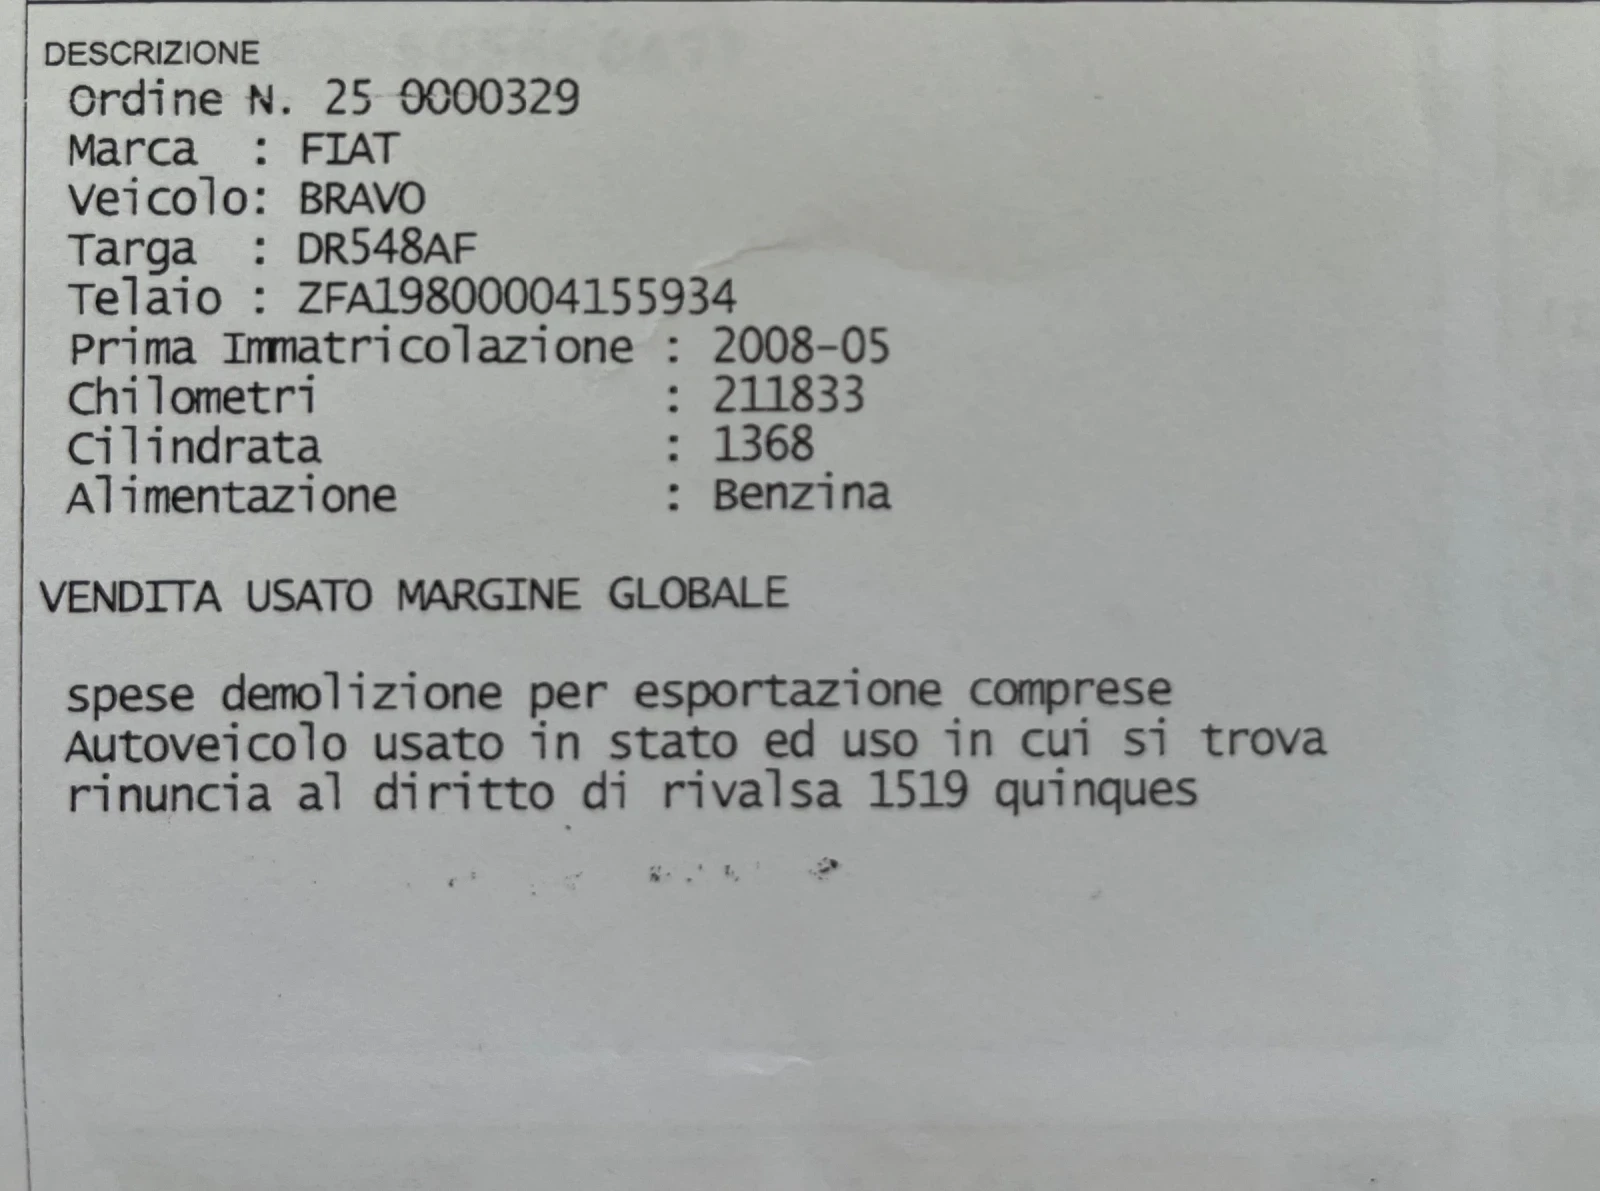 DESCRIZIONE
Ordine N. 25 0000329
Marca : FIAT
Veicolo: BRAVO
Targa : DR548AF
Telaio : ZFA19800004155934
Prima Immatricolazione : 2008-05
Chilometri : 211833
Cilindrata : 1368
Alimentazione : Benzina
VENDITA USATO MARGINE GLOBALE
spese demolizione per esportazione comprese
Autoveicolo usato in stato ed uso in cui si trova
rinuncia al diritto di rivalsa 1519 quinques